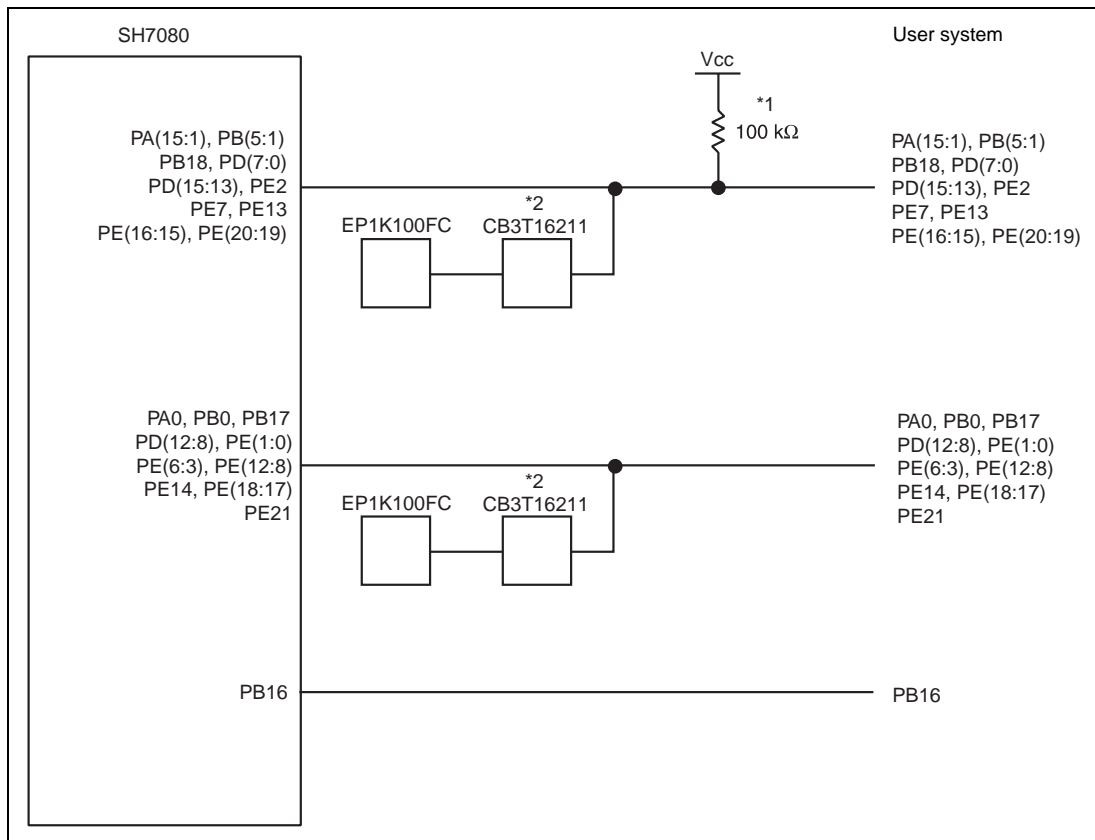 SH7080
User system
Vcc
*1
100 kΩ
PA(15:1), PB(5:1)
PB18, PD(7:0)
PD(15:13), PE2
PE7, PE13
PE(16:15), PE(20:19)
*2
EP1K100FC
CB3T16211
PA(15:1), PB(5:1)
PB18, PD(7:0)
PD(15:13), PE2
PE7, PE13
PE(16:15), PE(20:19)
PA0, PB0, PB17
PD(12:8), PE(1:0)
PE(6:3), PE(12:8)
PE14, PE(18:17)
PE21
*2
EP1K100FC
CB3T16211
PA0, PB0, PB17
PD(12:8), PE(1:0)
PE(6:3), PE(12:8)
PE14, PE(18:17)
PE21
PB16
PB16